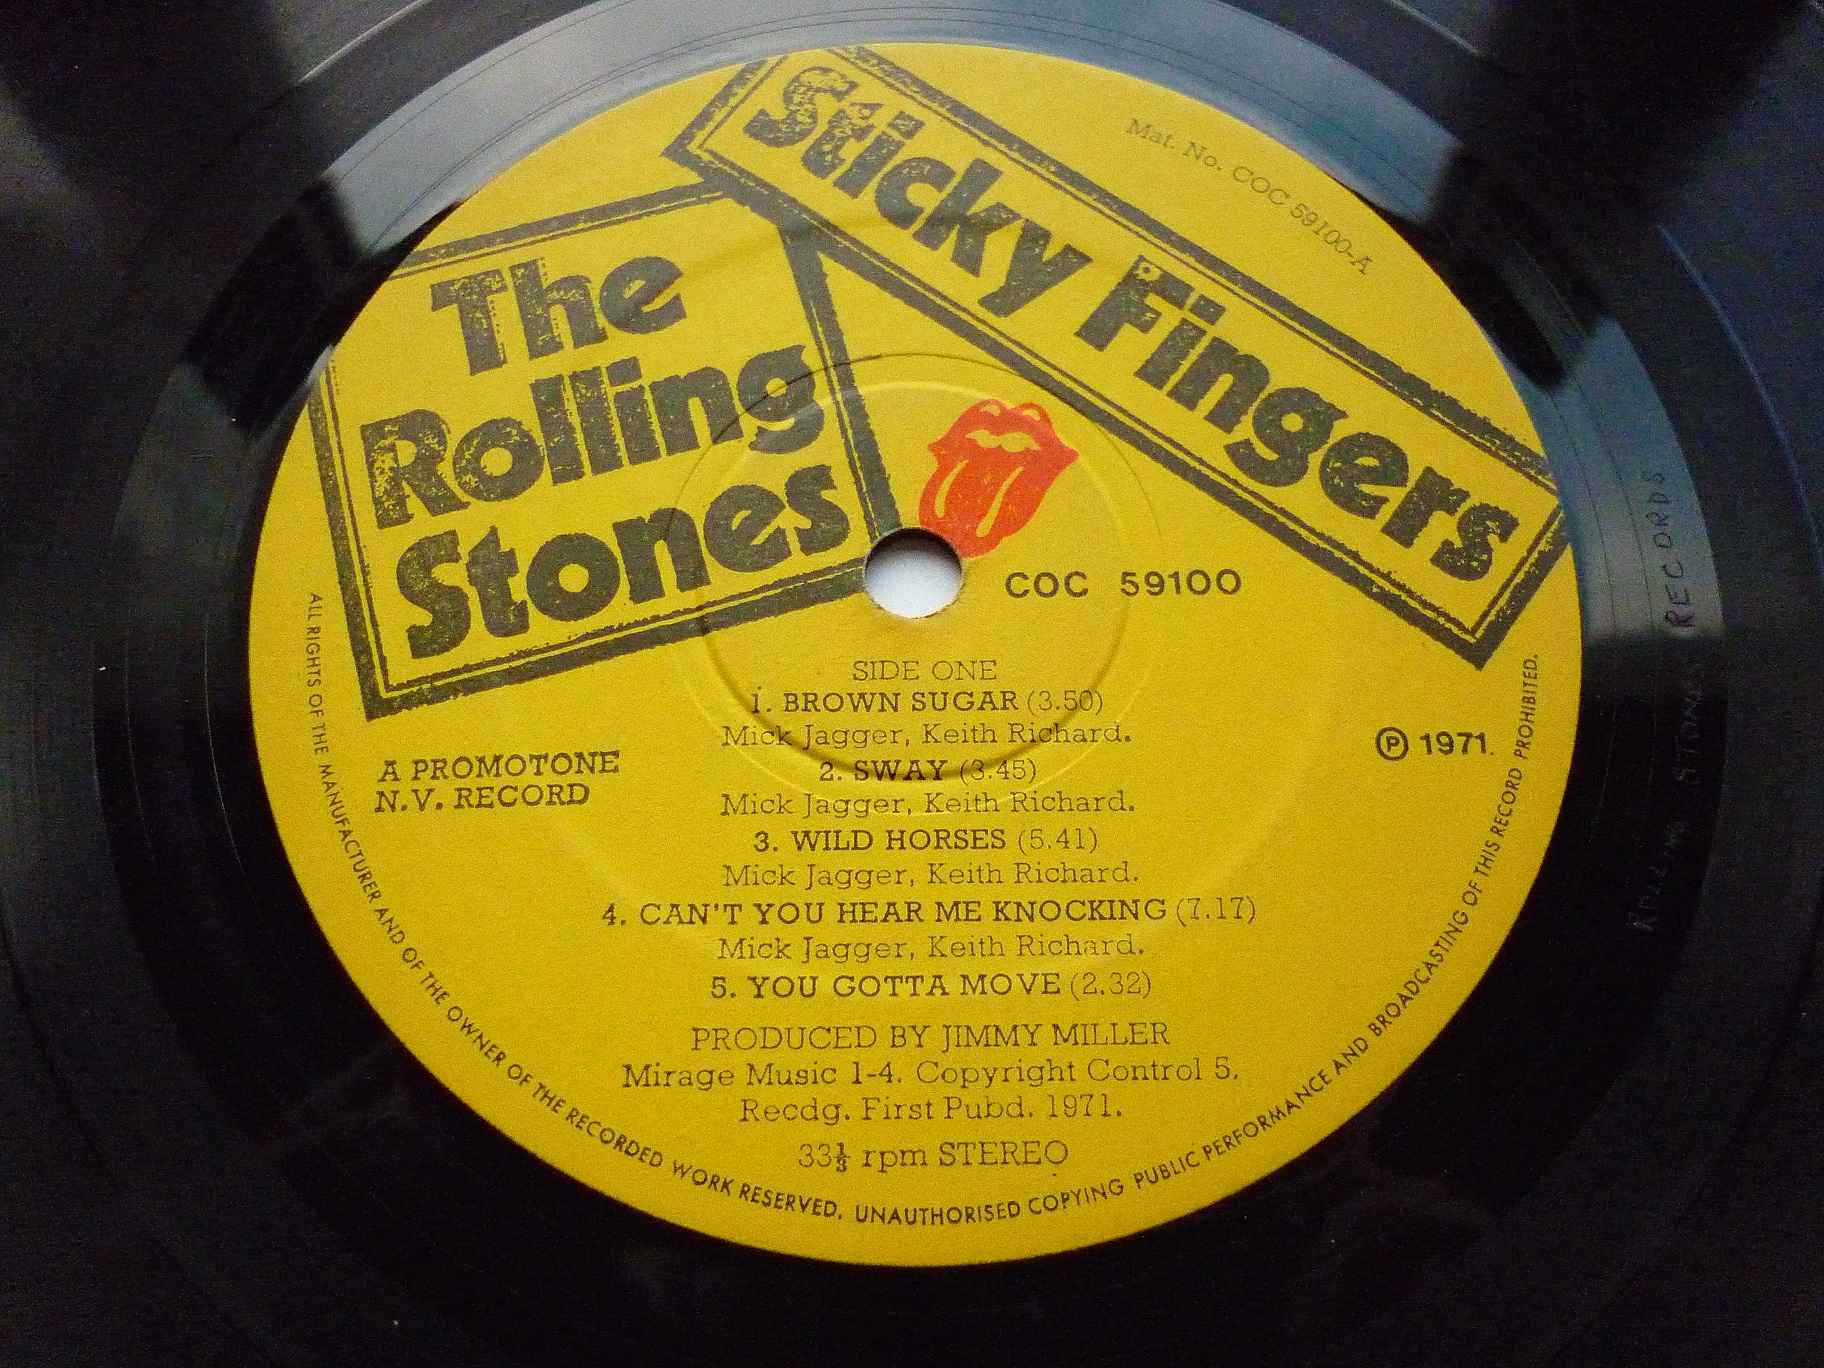 The
Rolling
Stones
Sticky Fingers
Mat. No. COC 59100-A
COC 59100
SIDE ONE
1. BROWN SUGAR (3.50)
Mick Jagger, Keith Richard.
2. SWAY (3.45)
Mick Jagger, Keith Richard.
3. WILD HORSES (5.41)
Mick Jagger, Keith Richard.
4. CAN'T YOU HEAR ME KNOCKING (7.17)
Mick Jagger, Keith Richard.
5. YOU GOTTA MOVE (2.32)
A PROMOTONE
N.V. RECORD
℗ 1971.
PRODUCED BY JIMMY MILLER
Mirage Music 1-4. Copyright Control 5.
Recdg. First Pubd. 1971.
33⅓ rpm STEREO
ALL RIGHTS OF THE MANUFACTURER AND OF THE OWNER OF THE RECORDED WORK RESERVED. UNAUTHORISED COPYING PUBLIC PERFORMANCE AND BROADCASTING OF THIS RECORD PROHIBITED.
ROLLING STONES RECORDS